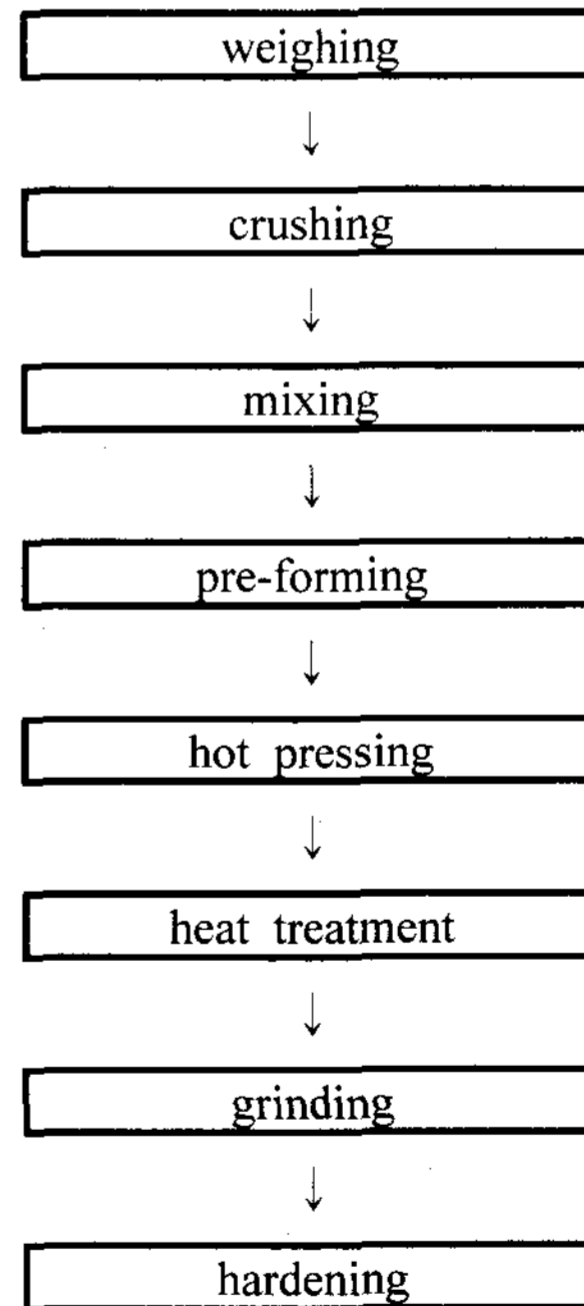 weighing
crushing
mixing
pre-forming
hot pressing
heat treatment
grinding
hardening